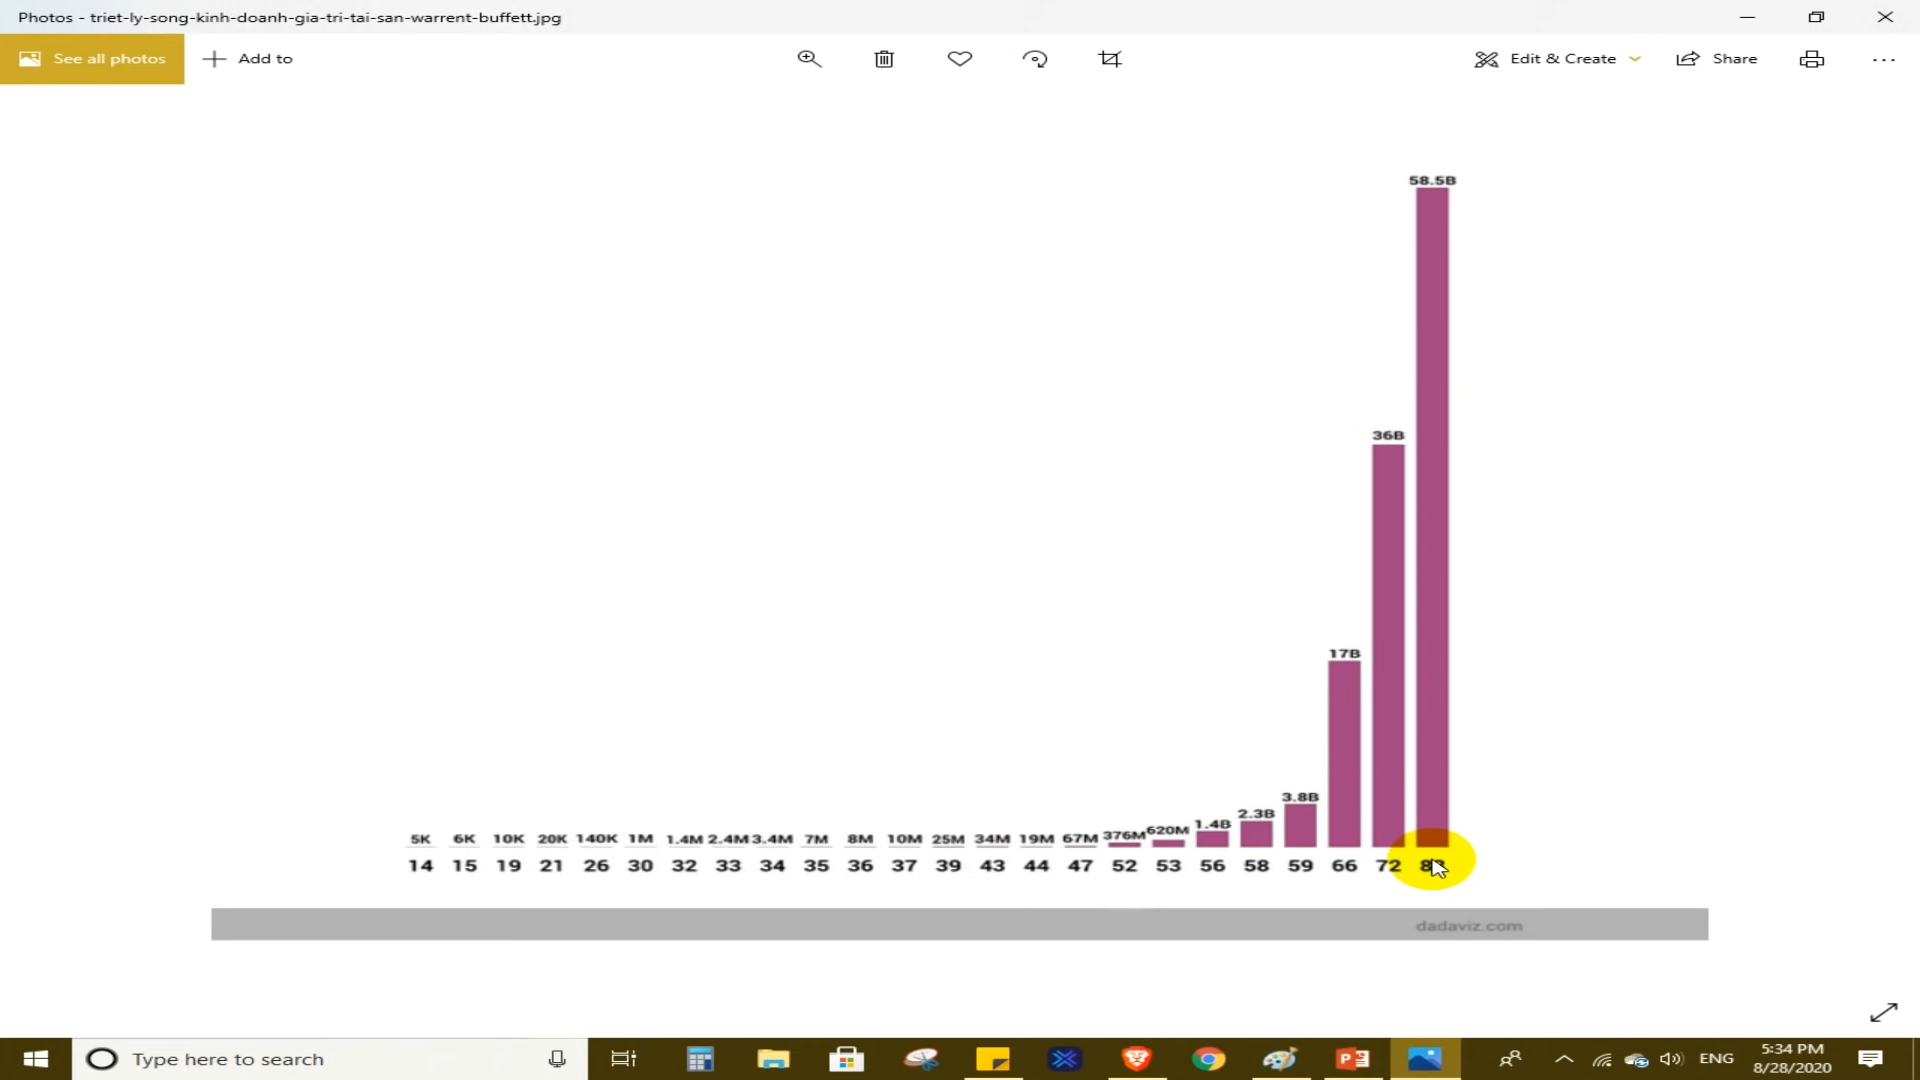 Photos - triet-ly-song-kinh-doanh-gia-tri-tai-san-warrent-buffett.jpg
See all photos
Add to
Edit & Create
Share
58.5B
36B
17B
5K 6K 10K 20K 140K 1M 1.4M 2.4M 3.4M 7M 8M 10M 25M 34M 19M 67M 376M 620M 1.4B 2.3B 3.8B
14 15 19 21 26 30 32 33 34 35 36 37 39 43 44 47 52 53 56 58 59 66 72
dadaviz.com
Type here to search
ENG
5:34 PM
8/28/2020